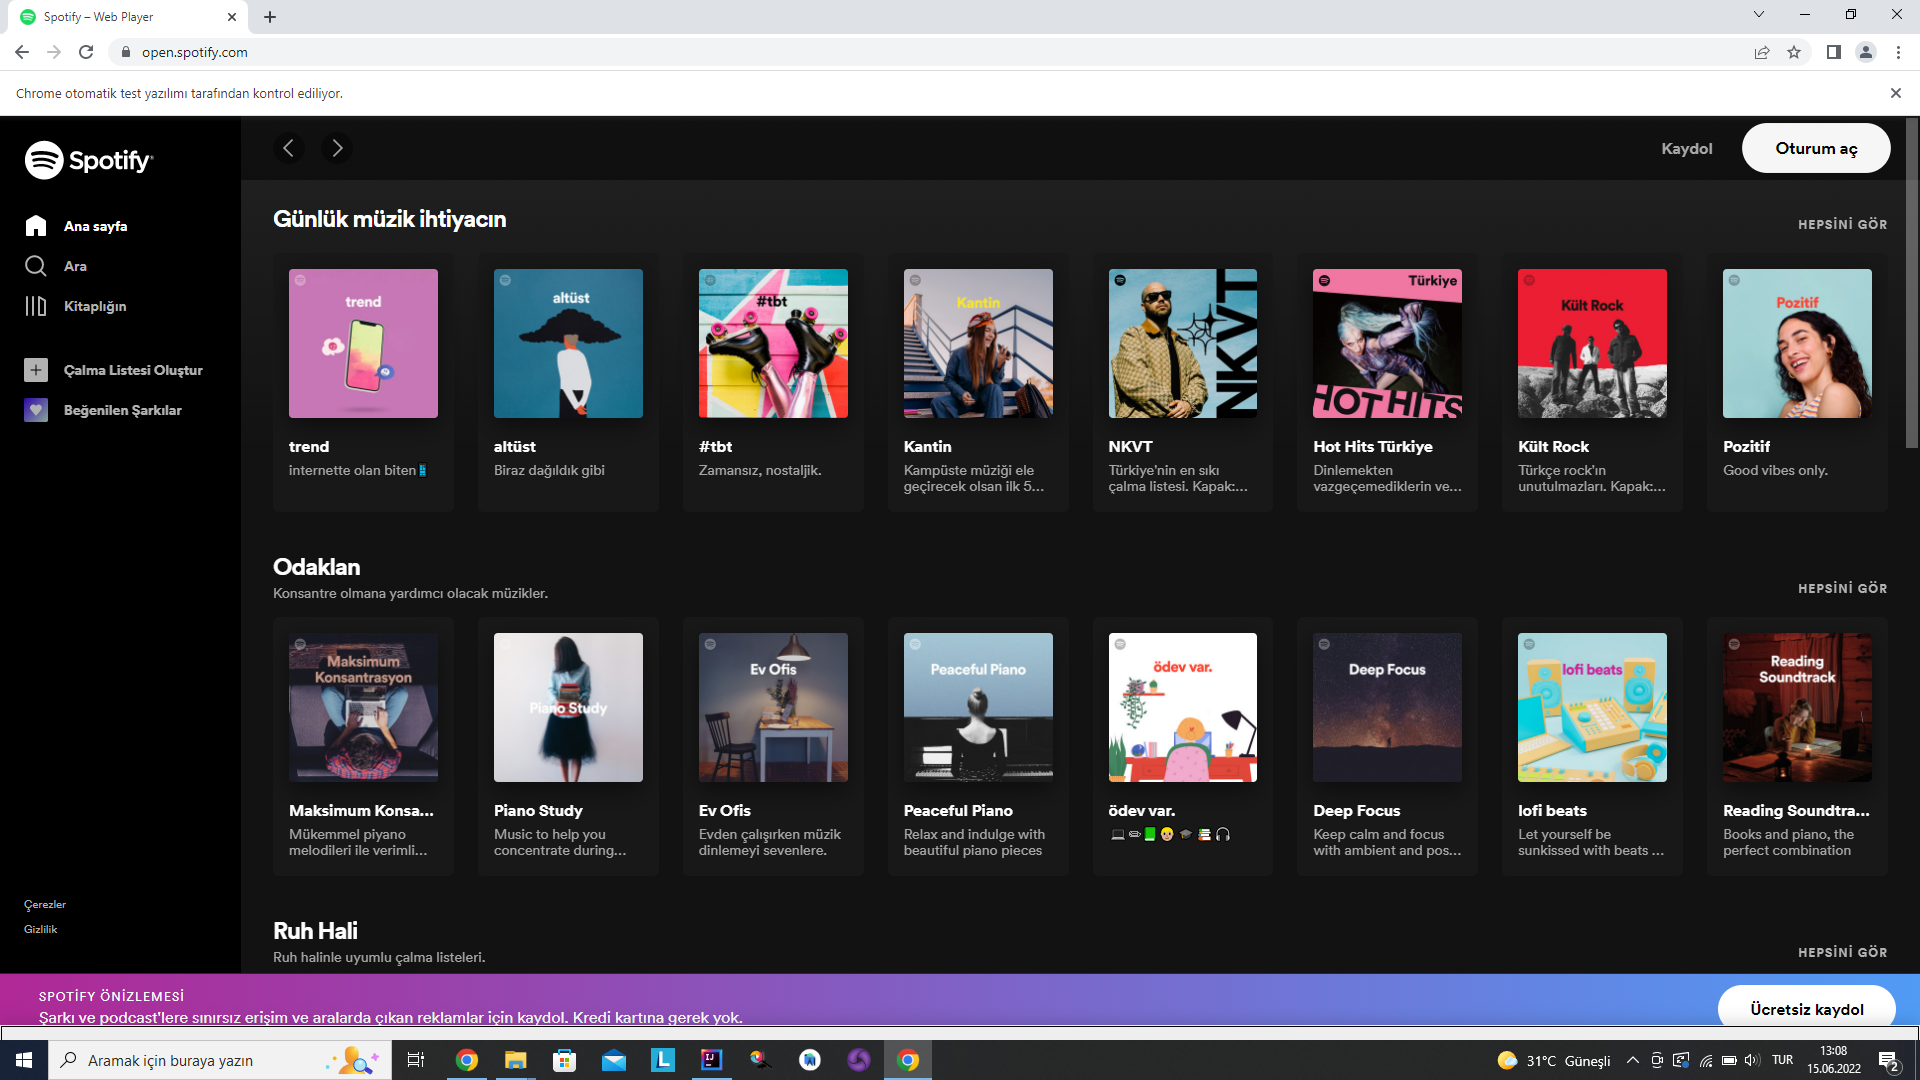 Spotify – Web Player
open.spotify.com
Chrome otomatik test yazılımı tarafından kontrol ediliyor.
Spotify
Kaydol
Oturum aç
Ana sayfa
Ara
Kitaplığın
Çalma Listesi Oluştur
Beğenilen Şarkılar
Çerezler
Gizlilik
Günlük müzik ihtiyacın
HEPSİNİ GÖR
trend
altüst
#tbt
Kantin
NKVT
Türkiye
HOT HITS
Kült Rock
Pozitif
trend
internette olan biten
altüst
Biraz dağıldık gibi
#tbt
Zamansız, nostaljik.
Kantin
Kampüste müziği ele
geçirecek olsan ilk 5...
NKVT
Türkiye'nin en sıkı
çalma listesi. Kapak:...
Hot Hits Türkiye
Dinlemekten
vazgeçemediklerin ve...
Kült Rock
Türkçe rock'ın
unutulmazları. Kapak:...
Pozitif
Good vibes only.
Odaklan
Konsantre olmana yardımcı olacak müzikler.
HEPSİNİ GÖR
Maksimum
Konsantrasyon
Piano Study
Ev Ofis
Peaceful Piano
ödev var.
Deep Focus
lofi beats
Reading
Soundtrack
Maksimum Konsa...
Mükemmel piyano
melodileri ile verimli...
Piano Study
Music to help you
concentrate during...
Ev Ofis
Evden çalışırken müzik
dinlemeyi sevenlere.
Peaceful Piano
Relax and indulge with
beautiful piano pieces
ödev var.
Deep Focus
Keep calm and focus
with ambient and pos...
lofi beats
Let yourself be
sunkissed with beats ...
Reading Soundtra...
Books and piano, the
perfect combination
Ruh Hali
Ruh halinle uyumlu çalma listeleri.
HEPSİNİ GÖR
SPOTİFY ÖNİZLEMESİ
Şarkı ve podcast'lere sınırsız erişim ve aralarda çıkan reklamlar için kaydol. Kredi kartına gerek yok.
Ücretsiz kaydol
Aramak için buraya yazın
L
IJ
31°C Güneşli
TUR
13:08
15.06.2022
2